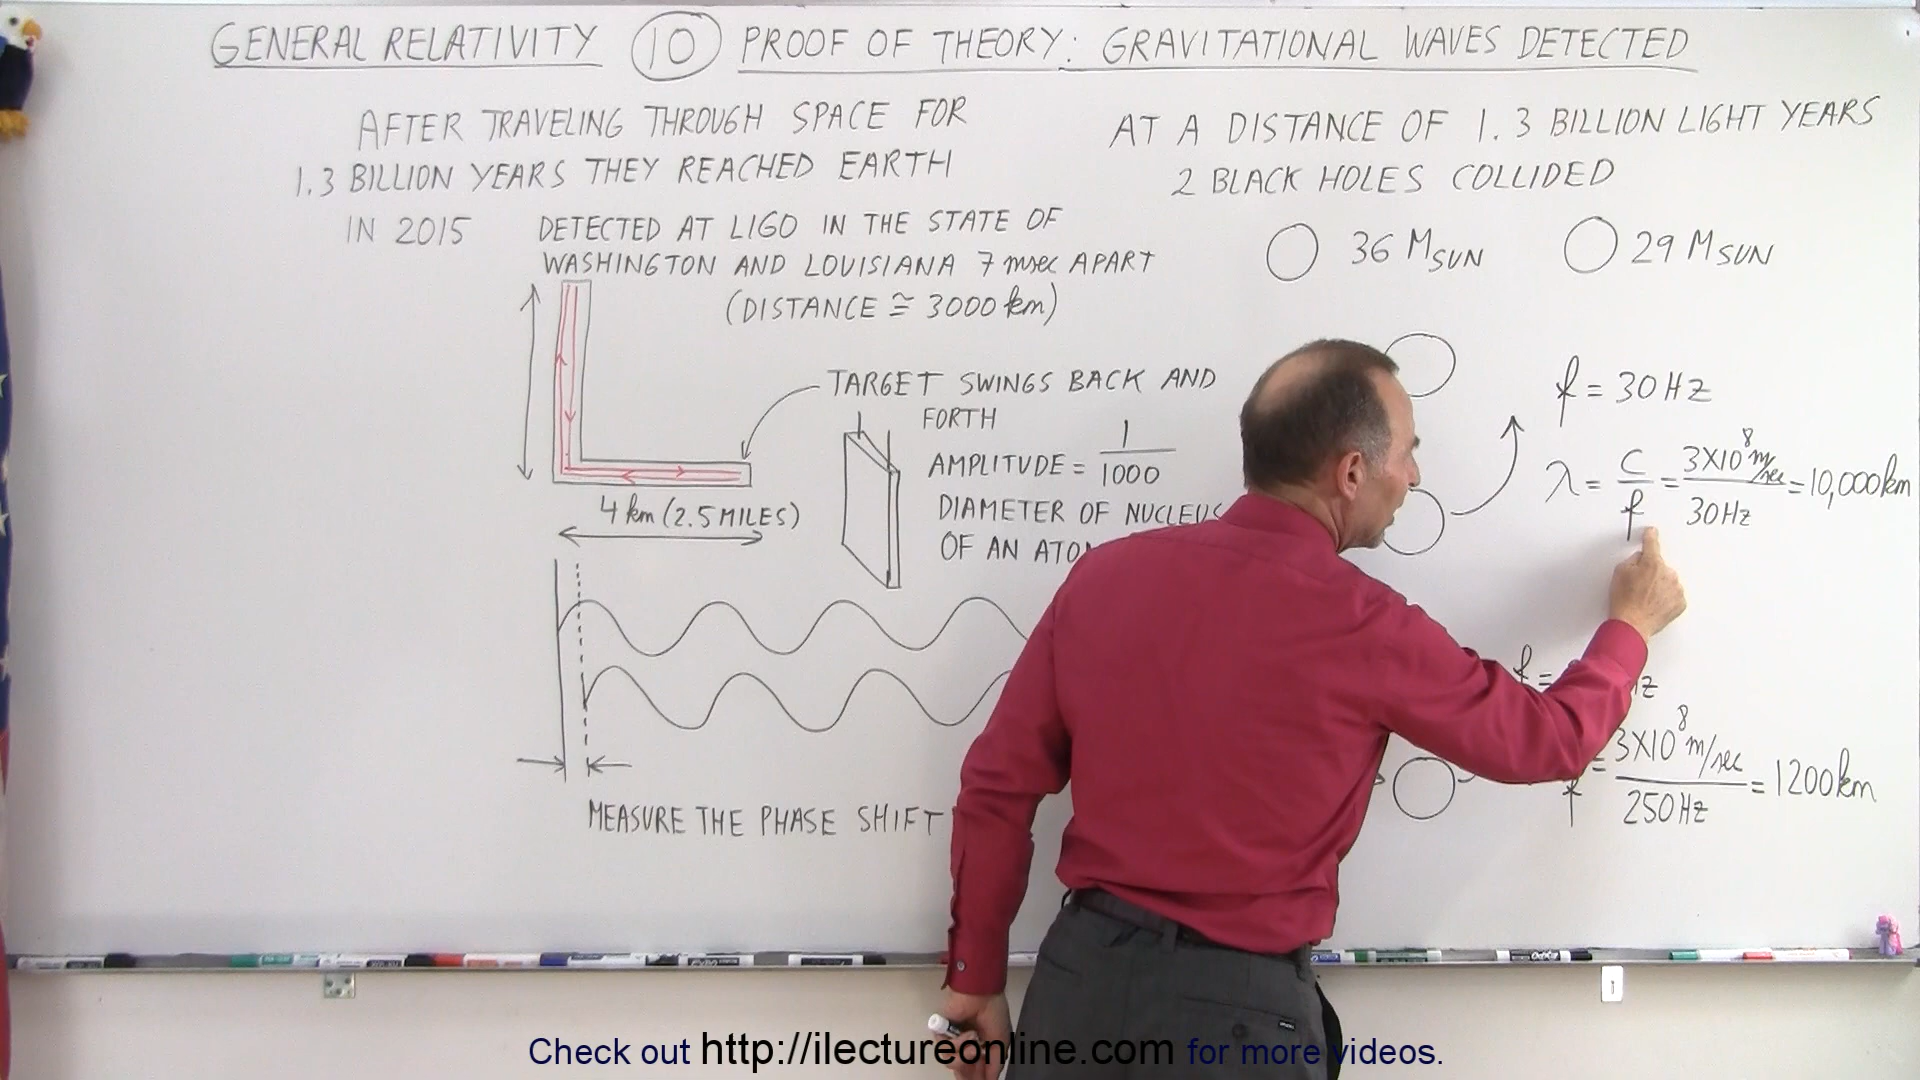 GENERAL RELATIVITY 10 PROOF OF THEORY: GRAVITATIONAL WAVES DETECTED
AFTER TRAVELING THROUGH SPACE FOR
1.3 BILLION YEARS THEY REACHED EARTH
IN 2015
DETECTED AT LIGO IN THE STATE OF
WASHINGTON AND LOUISIANA 7 msec APART
(DISTANCE ≅ 3000 km)
TARGET SWINGS BACK AND
FORTH
AMPLITUDE = 1/1000
DIAMETER OF NUCLEUS
OF AN ATO
4 km (2.5 MILES)
MEASURE THE PHASE SHIFT
AT A DISTANCE OF 1.3 BILLION LIGHT YEARS
2 BLACK HOLES COLLIDED
36 MSUN 29 MSUN
f = 30 Hz
λ = c/f = 3X10⁸ m/sec / 30Hz = 10,000 km
f = Hz
f = 3X10⁸ m/sec / 250 Hz = 1200 km
Check out http://ilectureonline.com for more videos.